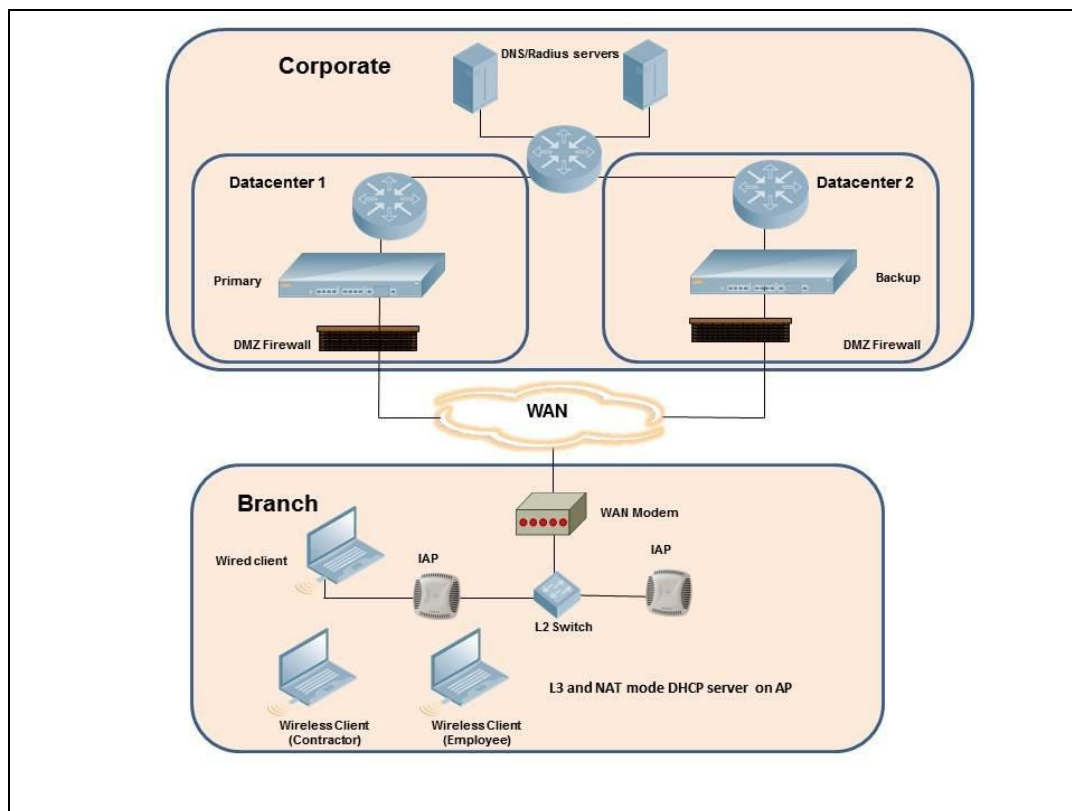 DNS/Radius servers
Corporate
Datacenter 1
Datacenter 2
Primary
Backup
DMZ Firewall
DMZ Firewall
WAN
Branch
WAN Modem
Wired client
IAP
IAP
L2 Switch
L3 and NAT mode DHCP server on AP
Wireless Client
(Contractor)
Wireless Client
(Employee)